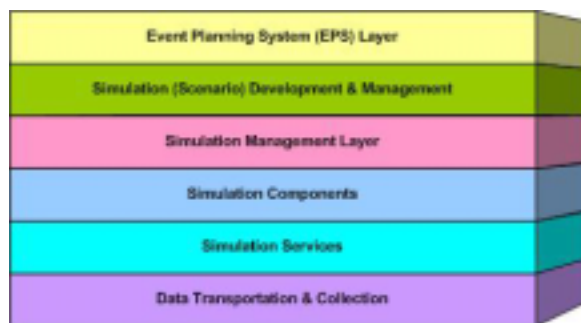 Event Planning System (EPS) Layer
Simulation (Scenario) Development & Management
Simulation Management Layer
Simulation Components
Simulation Services
Data Transportation & Collection